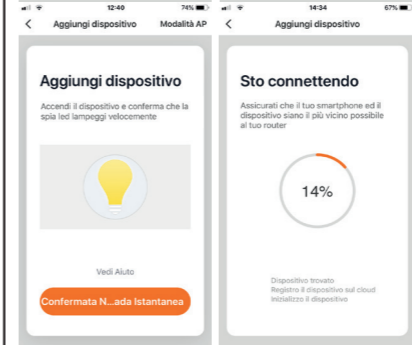 12:40
74%
Aggiungi dispositivo
Modalità AP
Aggiungi dispositivo
Accendi il dispositivo e conferma che la
spia led lampeggi velocemente
Vedi Aiuto
Confermata N...ada Istantanea
14:34
67%
Aggiungi dispositivo
Sto connettendo
Assicurati che il tuo smartphone ed il
dispositivo siano il più vicino possibile
al tuo router
14%
Dispositivo trovato
Registro il dispositivo sul cloud
Inizializzo il dispositivo